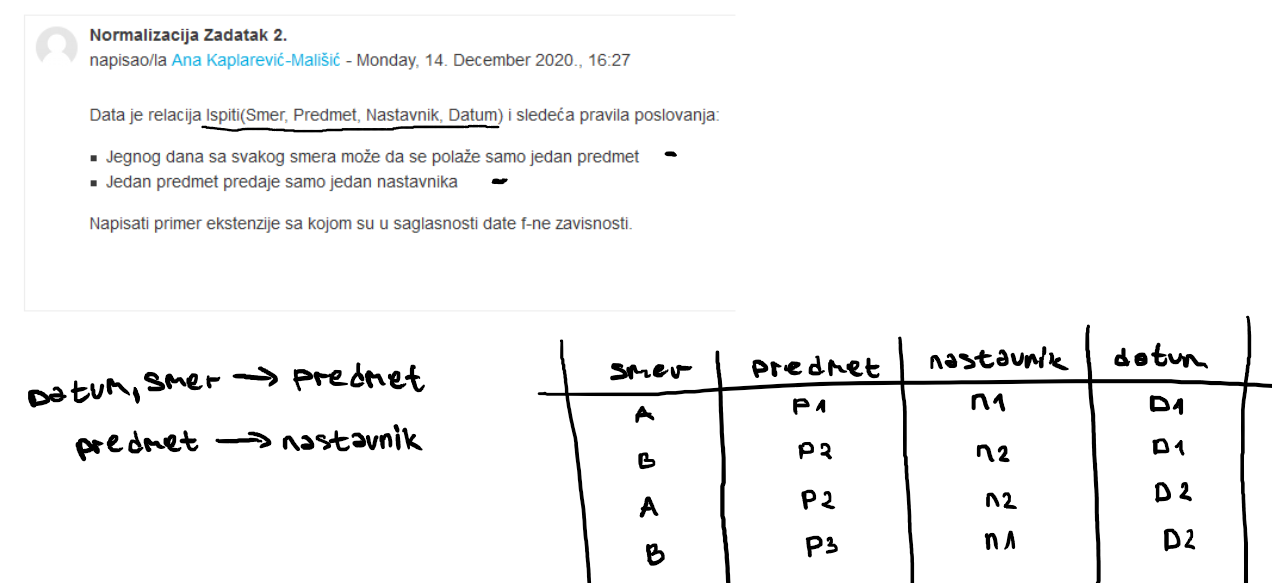 Normalizacija Zadatak 2.
napisao/la Ana Kaplarević-Mališić - Monday, 14. December 2020., 16:27
Data je relacija Ispiti(Smer, Predmet, Nastavnik, Datum) i sledeća pravila poslovanja:
▪ Jegnog dana sa svakog smera može da se polaže samo jedan predmet
▪ Jedan predmet predaje samo jedan nastavnika
Napisati primer ekstenzije sa kojom su u saglasnosti date f-ne zavisnosti.
Datum, smer → predmet
predmet → nastavnik
smer predmet nastavnik datum
A P1 n1 D1
B P2 n2 D1
A P2 n2 D2
B P3 n1 D2